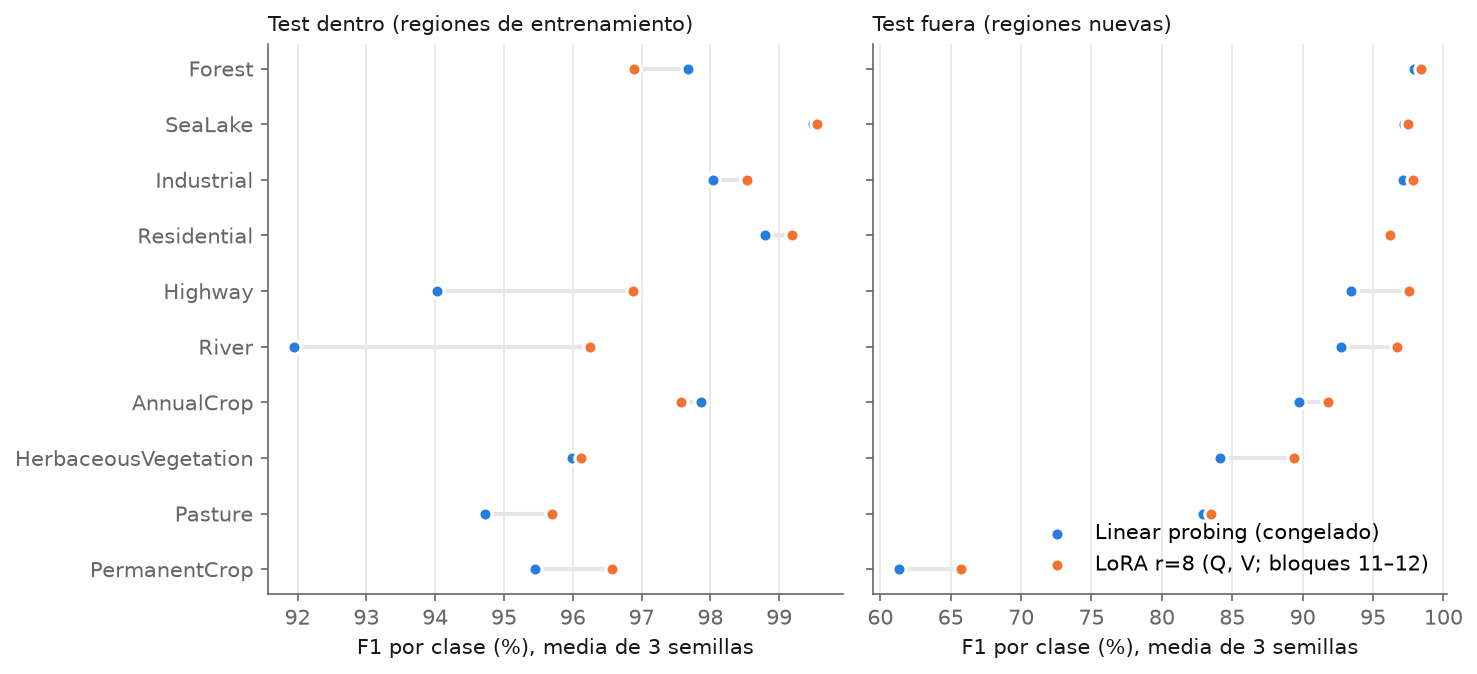 Test dentro (regiones de entrenamiento)
Test fuera (regiones nuevas)
Forest
SeaLake
Industrial
Residential
Highway
River
AnnualCrop
HerbaceousVegetation
Pasture
PermanentCrop
Linear probing (congelado)
LoRA r=8 (Q, V; bloques 11–12)
92 93 94 95 96 97 98 99
60 65 70 75 80 85 90 95 100
F1 por clase (%), media de 3 semillas
F1 por clase (%), media de 3 semillas